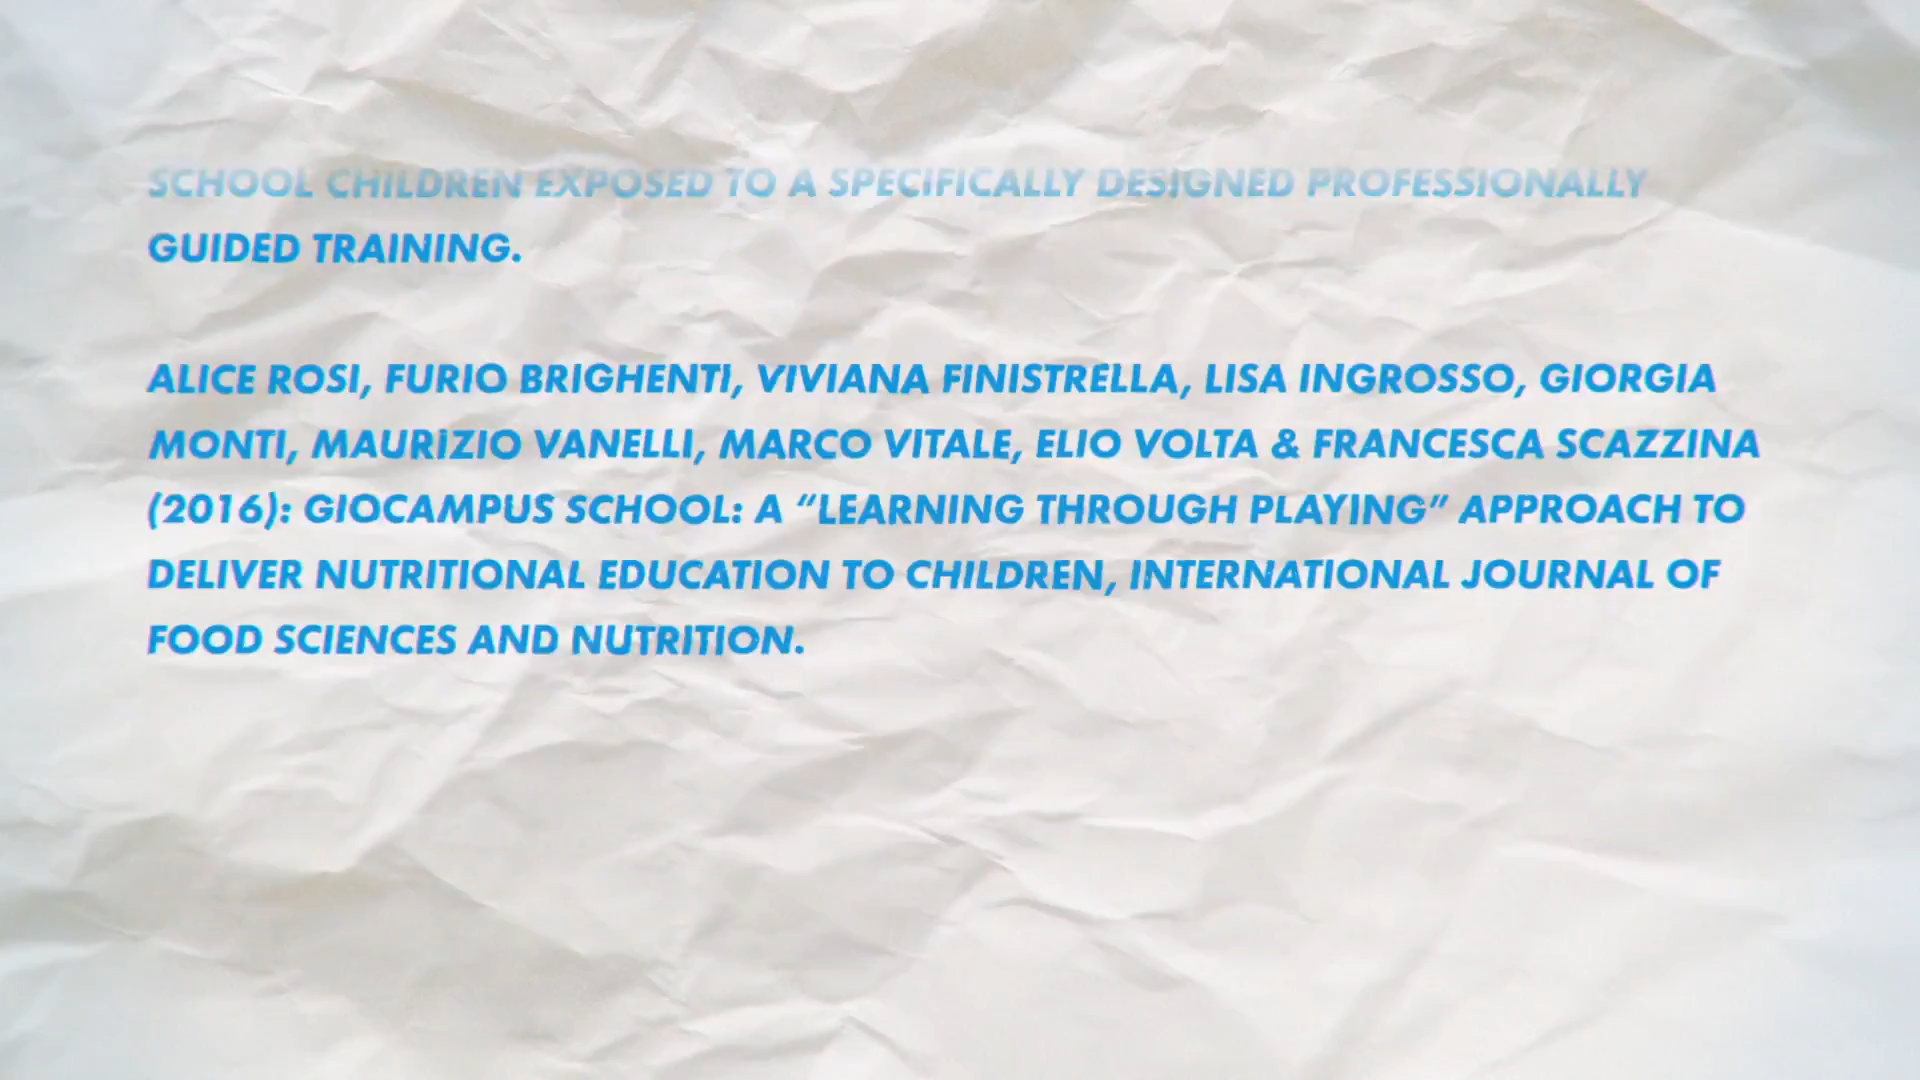 SCHOOL CHILDREN EXPOSED TO A SPECIFICALLY DESIGNED PROFESSIONALLY
GUIDED TRAINING.
ALICE ROSI, FURIO BRIGHENTI, VIVIANA FINISTRELLA, LISA INGROSSO, GIORGIA
MONTI, MAURIZIO VANELLI, MARCO VITALE, ELIO VOLTA & FRANCESCA SCAZZINA
(2016): GIOCAMPUS SCHOOL: A “LEARNING THROUGH PLAYING” APPROACH TO
DELIVER NUTRITIONAL EDUCATION TO CHILDREN, INTERNATIONAL JOURNAL OF
FOOD SCIENCES AND NUTRITION.